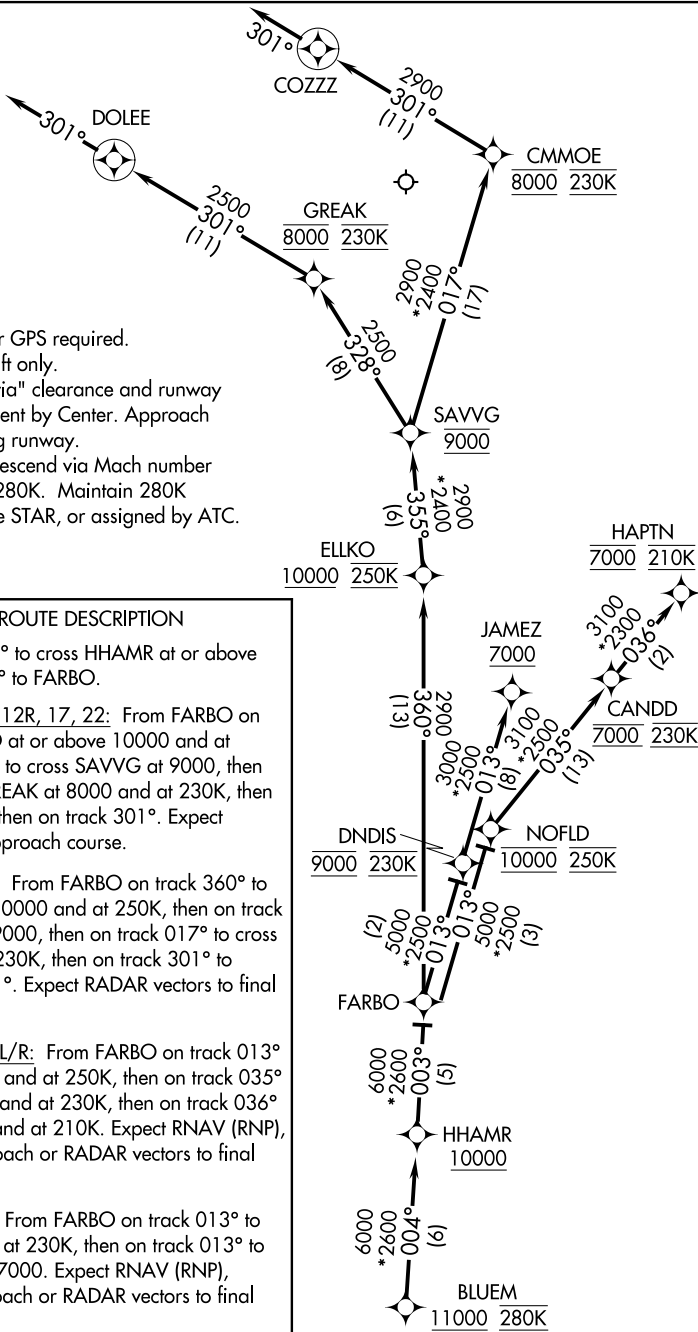 301°
COZZZ
2900
301°
(11)
301°
DOLEE
CMMOE
8000 230K
2500
301°
(11)
GREAK
8000 230K
2900
*2400
017°
(17)
2500
328°
(8)
r GPS required.
ft only.
ia" clearance and runway
ent by Center. Approach
g runway.
escend via Mach number
280K. Maintain 280K
e STAR, or assigned by ATC.
SAVVG
9000
2900
*2400
355°
(6)
ELLKO
10000 250K
HAPTN
7000 210K
3100
*2300
036°
(2)
JAMEZ
7000
CANDD
7000 230K
ROUTE DESCRIPTION
° to cross HHAMR at or above
° to FARBO.
12R, 17, 22: From FARBO on
O at or above 10000 and at
to cross SAVVG at 9000, then
REAK at 8000 and at 230K, then
then on track 301°. Expect
proach course.
From FARBO on track 360° to
0000 and at 250K, then on track
9000, then on track 017° to cross
230K, then on track 301° to
1°. Expect RADAR vectors to final
L/R: From FARBO on track 013°
and at 250K, then on track 035°
and at 230K, then on track 036°
and at 210K. Expect RNAV (RNP),
oach or RADAR vectors to final
From FARBO on track 013° to
at 230K, then on track 013° to
7000. Expect RNAV (RNP),
oach or RADAR vectors to final
2900
360°
(13)
3000
*2500
013°
(8)
3100
*2500
035°
(13)
DNDIS
9000 230K
NOFLD
10000 250K
5000
*2500
013°
(2)
013°
5000
*2500
(3)
FARBO
6000
*2600
003°
(5)
HHAMR
10000
6000
*2600
004°
(6)
BLUEM
11000 280K